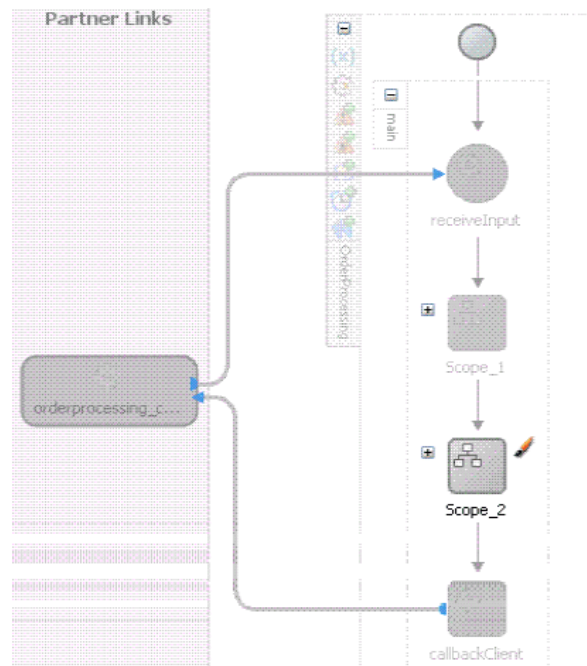 Partner Links
main
receiveInput
OrderProcessing
Scope_1
orderprocessing_c...
Scope_2
callbackClient